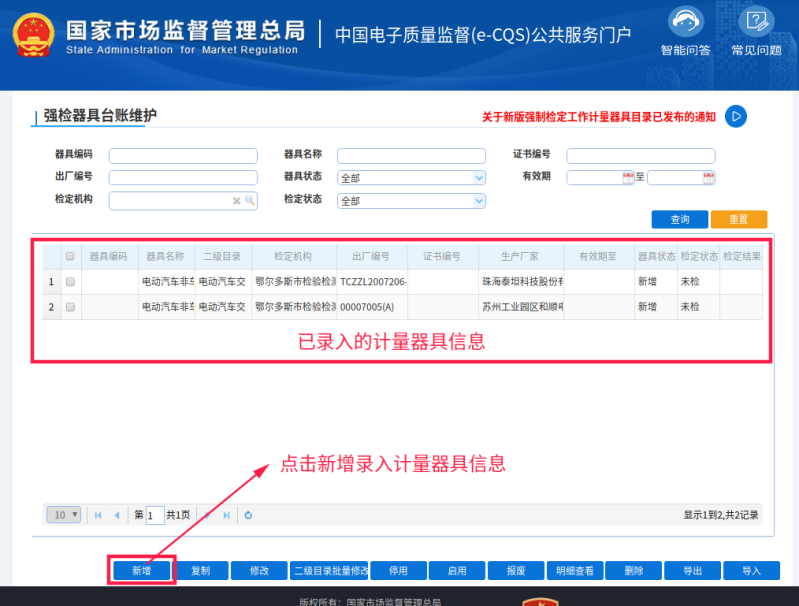 国家市场监督管理总局
State Administration for Market Regulation
中国电子质量监督(e-CQS)公共服务门户
智能问答 常见问题
强检器具台账维护
关于新版强制检定工作计量器具目录已发布的通知
器具编码 器具名称 证书编号
出厂编号 器具状态 全部 有效期 至
检定机构 检定状态 全部
查询 重置
器具编码 器具名称 二级目录 检定机构 出厂编号 证书编号 生产厂家 有效期至 器具状态 检定状态 检定结果
1 电动汽车非车 电动汽车交 鄂尔多斯市检验检测 TCZZL2007206- 珠海泰坦科技股份有 新增 未检
2 电动汽车非车 电动汽车交 鄂尔多斯市检验检测 00007005(A) 苏州工业园区和顺电 新增 未检
已录入的计量器具信息
点击新增录入计量器具信息
10 第 1 共1页 显示1到2,共2记录
新增 复制 修改 二级目录批量修改 停用 启用 报废 明细查看 删除 导出 导入
版权所有：国家市场监督管理总局